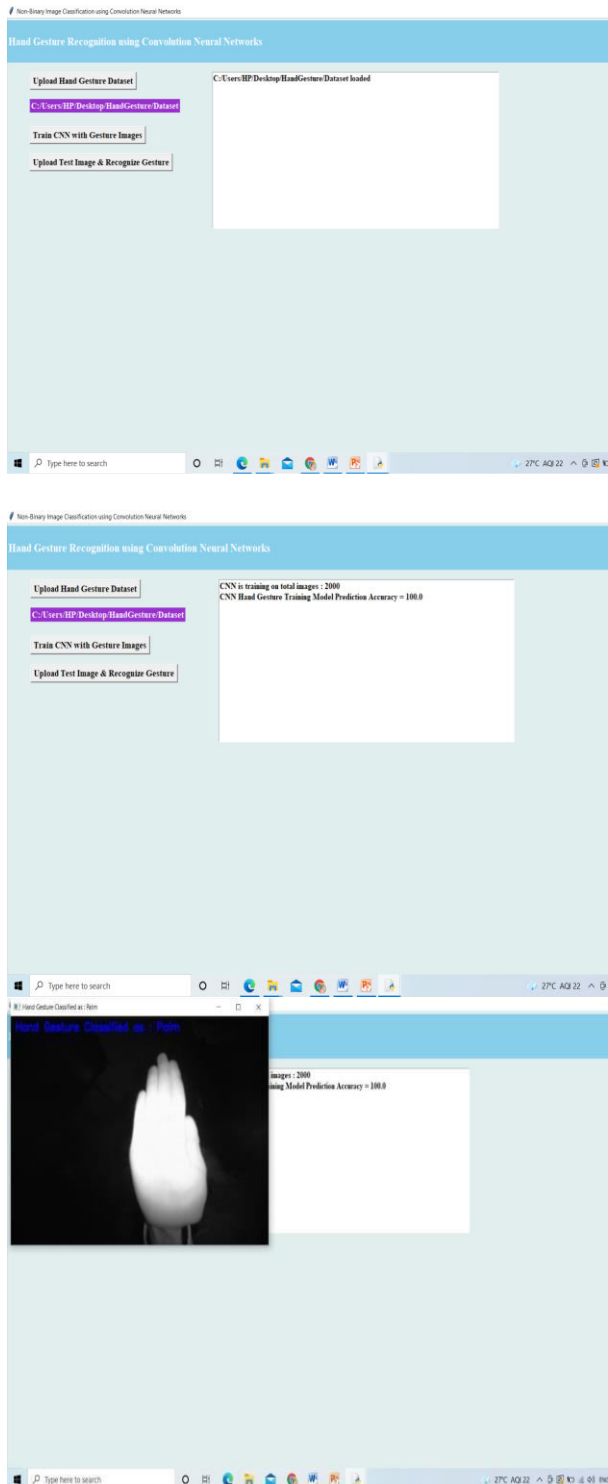 Non-Binary Image Classification using Convolution Neural Networks
Hand Gesture Recognition using Convolution Neural Networks
Upload Hand Gesture Dataset
C:/Users/HP/Desktop/HandGesture/Dataset
Train CNN with Gesture Images
Upload Test Image & Recognize Gesture
C:/Users/HP/Desktop/HandGesture/Dataset loaded
Type here to search
27°C AQI 22
Non-Binary Image Classification using Convolution Neural Networks
Hand Gesture Recognition using Convolution Neural Networks
Upload Hand Gesture Dataset
C:/Users/HP/Desktop/HandGesture/Dataset
Train CNN with Gesture Images
Upload Test Image & Recognize Gesture
CNN is training on total images : 2000
CNN Hand Gesture Training Model Prediction Accuracy = 100.0
Type here to search
27°C AQI 22
Hand Gesture Classified as : Palm
Hand Gesture Classified as : Palm
images : 2000
ining Model Prediction Accuracy = 100.0
Type here to search
27°C AQI 22